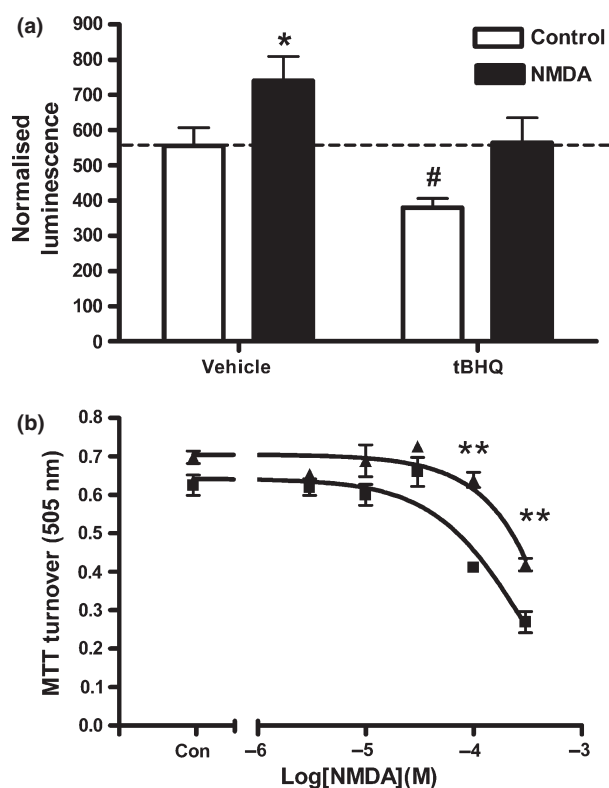 (a)
900
800
700
600
500
400
300
200
100
0
Normalised
luminescence
*
#
Control
NMDA
Vehicle
tBHQ
(b)
0.8
0.7
0.6
0.5
0.4
0.3
0.2
0.1
0.0
MTT turnover (505 nm)
**
**
Con
–6
–5
–4
–3
Log[NMDA](M)